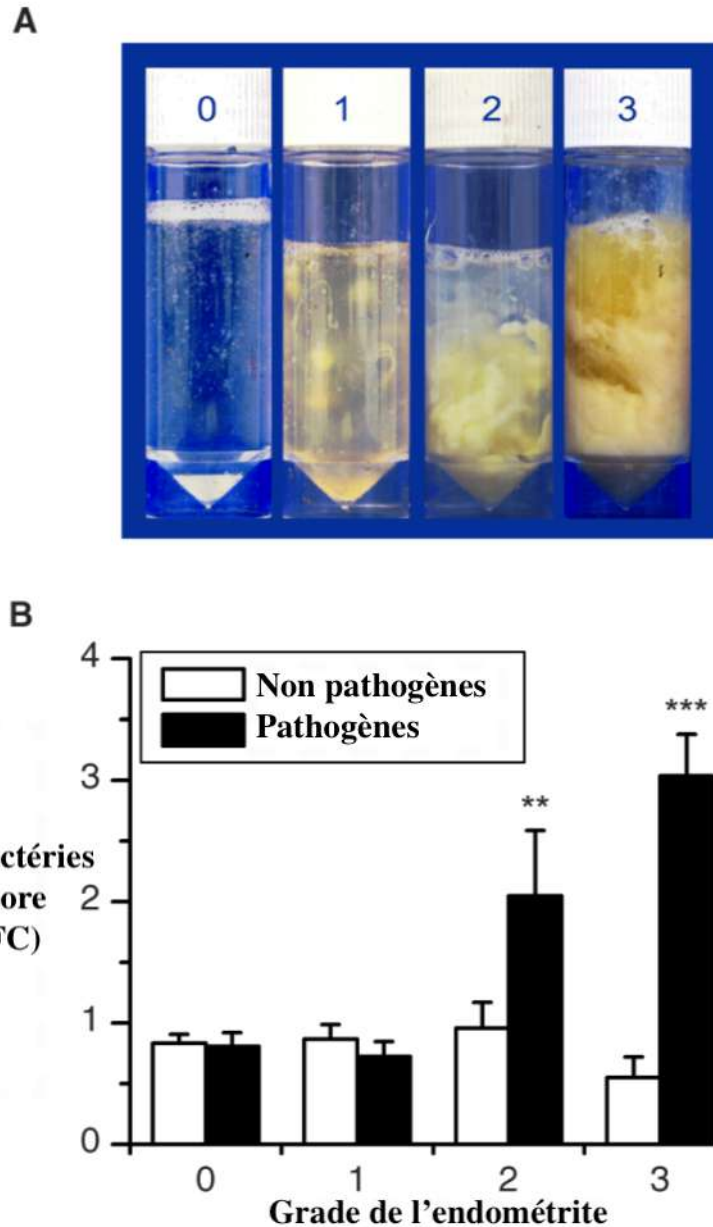 A
0 1 2 3
B
4
Non pathogènes
Pathogènes
**
***
3
2
1
0
ctéries
ore
FC)
0 1 2 3
Grade de l'endométrite